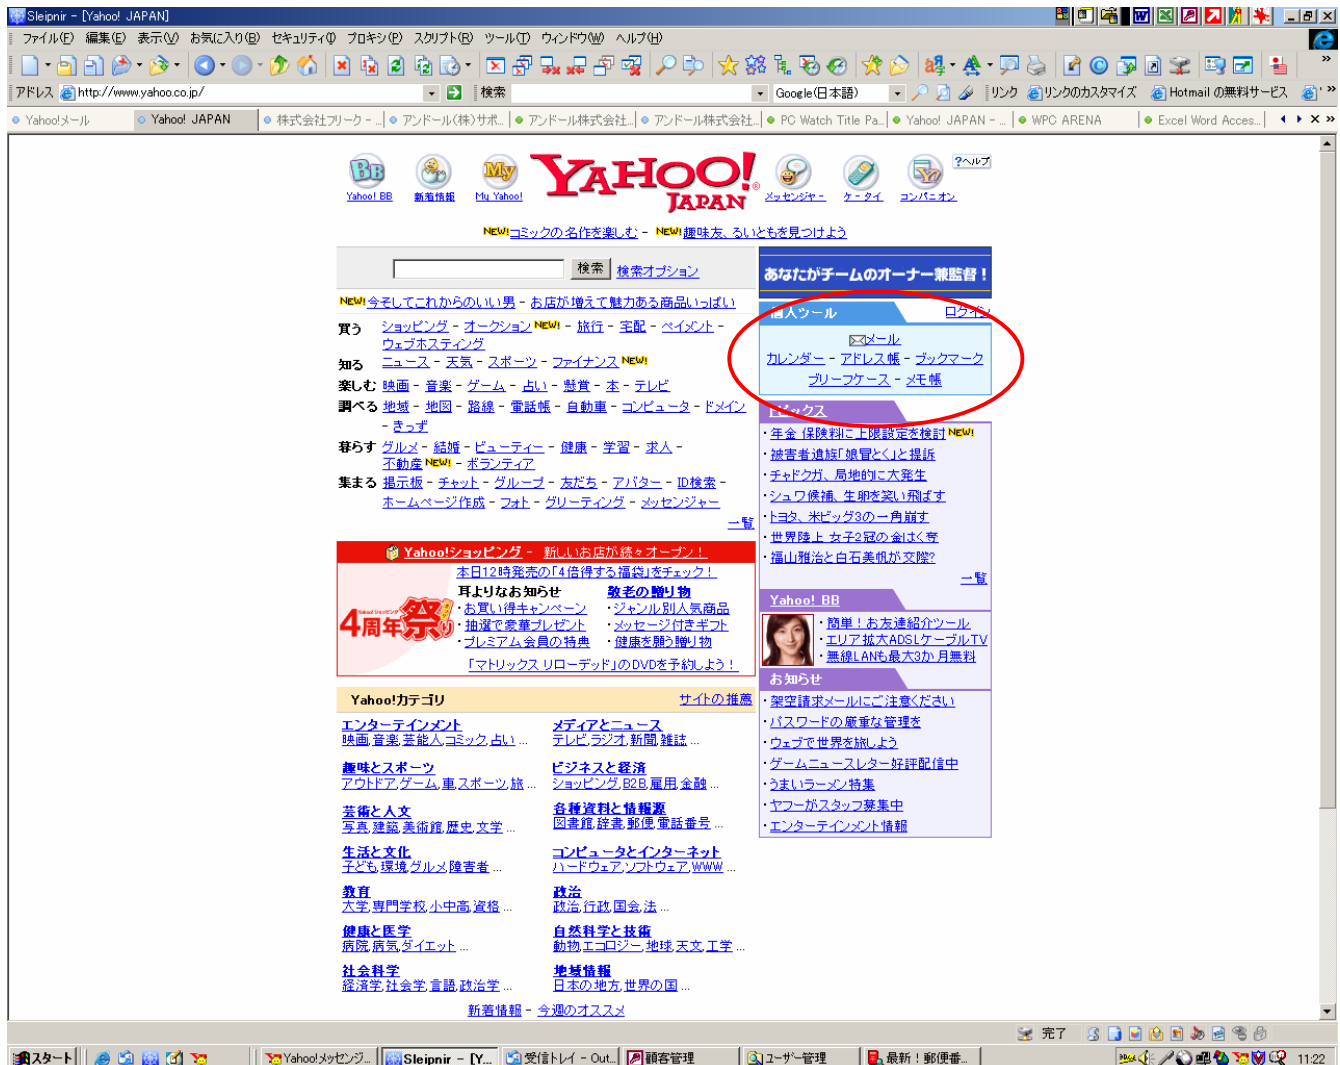 Sleipnir - [Yahoo! JAPAN]
ファイル(F) 編集(E) 表示(V) お気に入り(B) セキュリティ(I) プロキシ(P) スクリプト(R) ツール(T) ウィンドウ(W) ヘルプ(H)
アドレス http://www.yahoo.co.jp/ 検索 Google(日本語) リンク リンクのカスタマイズ Hotmail の無料サービス
Yahoo!メール Yahoo! JAPAN 株式会社フリーク - ... アンドール(株)サポ... アンドール株式会社... アンドール株式会社... PC Watch Title Pa... Yahoo! JAPAN - ... WPC ARENA Excel Word Acces...
BB My YAHOO! JAPAN ?ヘルプ
Yahoo! BB 新着情報 My Yahoo! メッセンジャー ケータイ コンパニオン
NEW!コミックの名作を楽しむ - NEW!趣味友、るいともを見つけよう
検索 検索オプション
NEW!今そしてこれからのいい男 - お店が増えて魅力ある商品いっぱい
買う ショッピング - オークションNEW! - 旅行 - 宅配 - ペイメント -
ウェブホスティング
知る ニュース - 天気 - スポーツ - ファイナンスNEW!
楽しむ 映画 - 音楽 - ゲーム - 占い - 懸賞 - 本 - テレビ
調べる 地域 - 地図 - 路線 - 電話帳 - 自動車 - コンピュータ - ドメイン
- きっず
暮らす グルメ - 結婚 - ビューティー - 健康 - 学習 - 求人 -
不動産NEW! - ボランティア
集まる 掲示板 - チャット - グループ - 友だち - アバター - ID検索 -
ホームページ作成 - フォト - グリーティング - メッセンジャー
一覧
Yahoo!ショッピング - 新しいお店が続々オープン!
本日12時発売の「4倍得する福袋」をチェック!
4周年祭り
耳よりなお知らせ 敬老の贈り物
・お買い得キャンペーン ・ジャンル別人気商品
・抽選で豪華プレゼント ・メッセージ付きギフト
・プレミアム会員の特典 ・健康を願う贈り物
「マトリックス リローデッド」のDVDを予約しよう!
Yahoo!カテゴリ サイトの推薦
エンターテインメント メディアとニュース
映画,音楽,芸能人,コミック,占い ... テレビ,ラジオ,新聞,雑誌 ...
趣味とスポーツ ビジネスと経済
アウトドア,ゲーム,車,スポーツ,旅 ... ショッピング,B2B,雇用,金融 ...
芸術と人文 各種資料と情報源
写真,建築,美術館,歴史,文学 ... 図書館,辞書,郵便,電話番号 ...
生活と文化 コンピュータとインターネット
子ども,環境,グルメ,障害者 ... ハードウェア,ソフトウェア,WWW ...
教育 政治
大学,専門学校,小中高,資格 ... 政治,行政,国会,法 ...
健康と医学 自然科学と技術
病院,病気,ダイエット ... 動物,エコロジー,地球,天文,工学 ...
社会科学 地域情報
経済学,社会学,言語,政治学 ... 日本の地方,世界の国 ...
新着情報 - 今週のオススメ
あなたがチームのオーナー兼監督!
個人ツール ログイン
メール
カレンダー - アドレス帳 - ブックマーク
ブリーフケース - メモ帳
トピックス
・年金 保険料に上限設定を検討NEW!
・被害者遺族「娘冒とく」と提訴
・チャドクガ、局地的に大発生
・シュワ候補、生卵を笑い飛ばす
・トヨタ、米ビッグ3の一角崩す
・世界陸上 女子2冠の金はく奪
・福山雅治と白石美帆が交際?
一覧
Yahoo! BB
・簡単!お友達紹介ツール
・エリア拡大ADSLケーブルTV
・無線LANも最大3か月無料
お知らせ
・架空請求メールにご注意ください
・パスワードの厳重な管理を
・ウェブで世界を旅しよう
・ゲームニュースレター好評配信中
・うまいラーメン特集
・ヤフーがスタッフ募集中
・エンターテインメント情報
完了
スタート Yahoo!メッセンジ... Sleipnir - [Y... 受信トレイ - Out... 顧客管理 ユーザー管理 最新!郵便番... 11:22